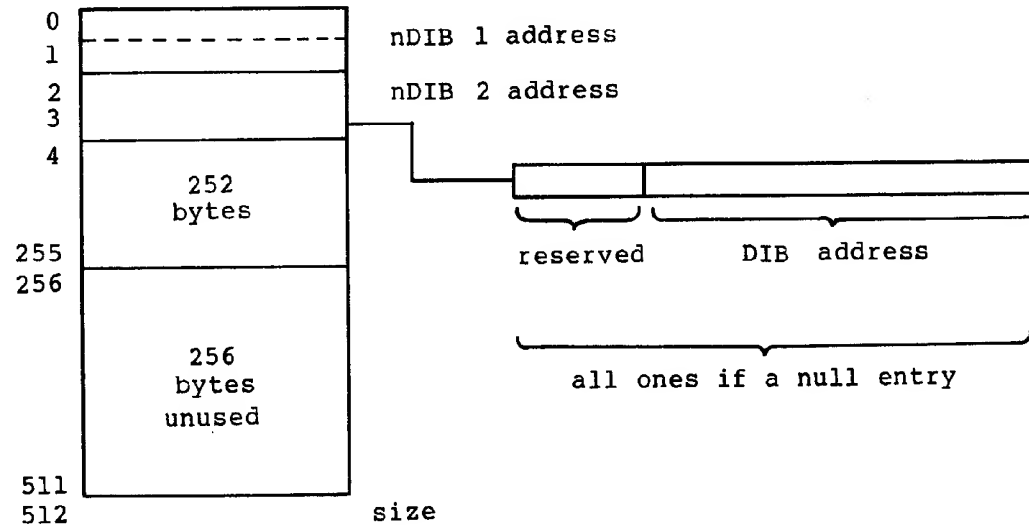 0
1
nDIB 1 address
2
3
nDIB 2 address
4
252
bytes
reserved
DIB address
255
256
256
bytes
unused
all ones if a null entry
511
512
size